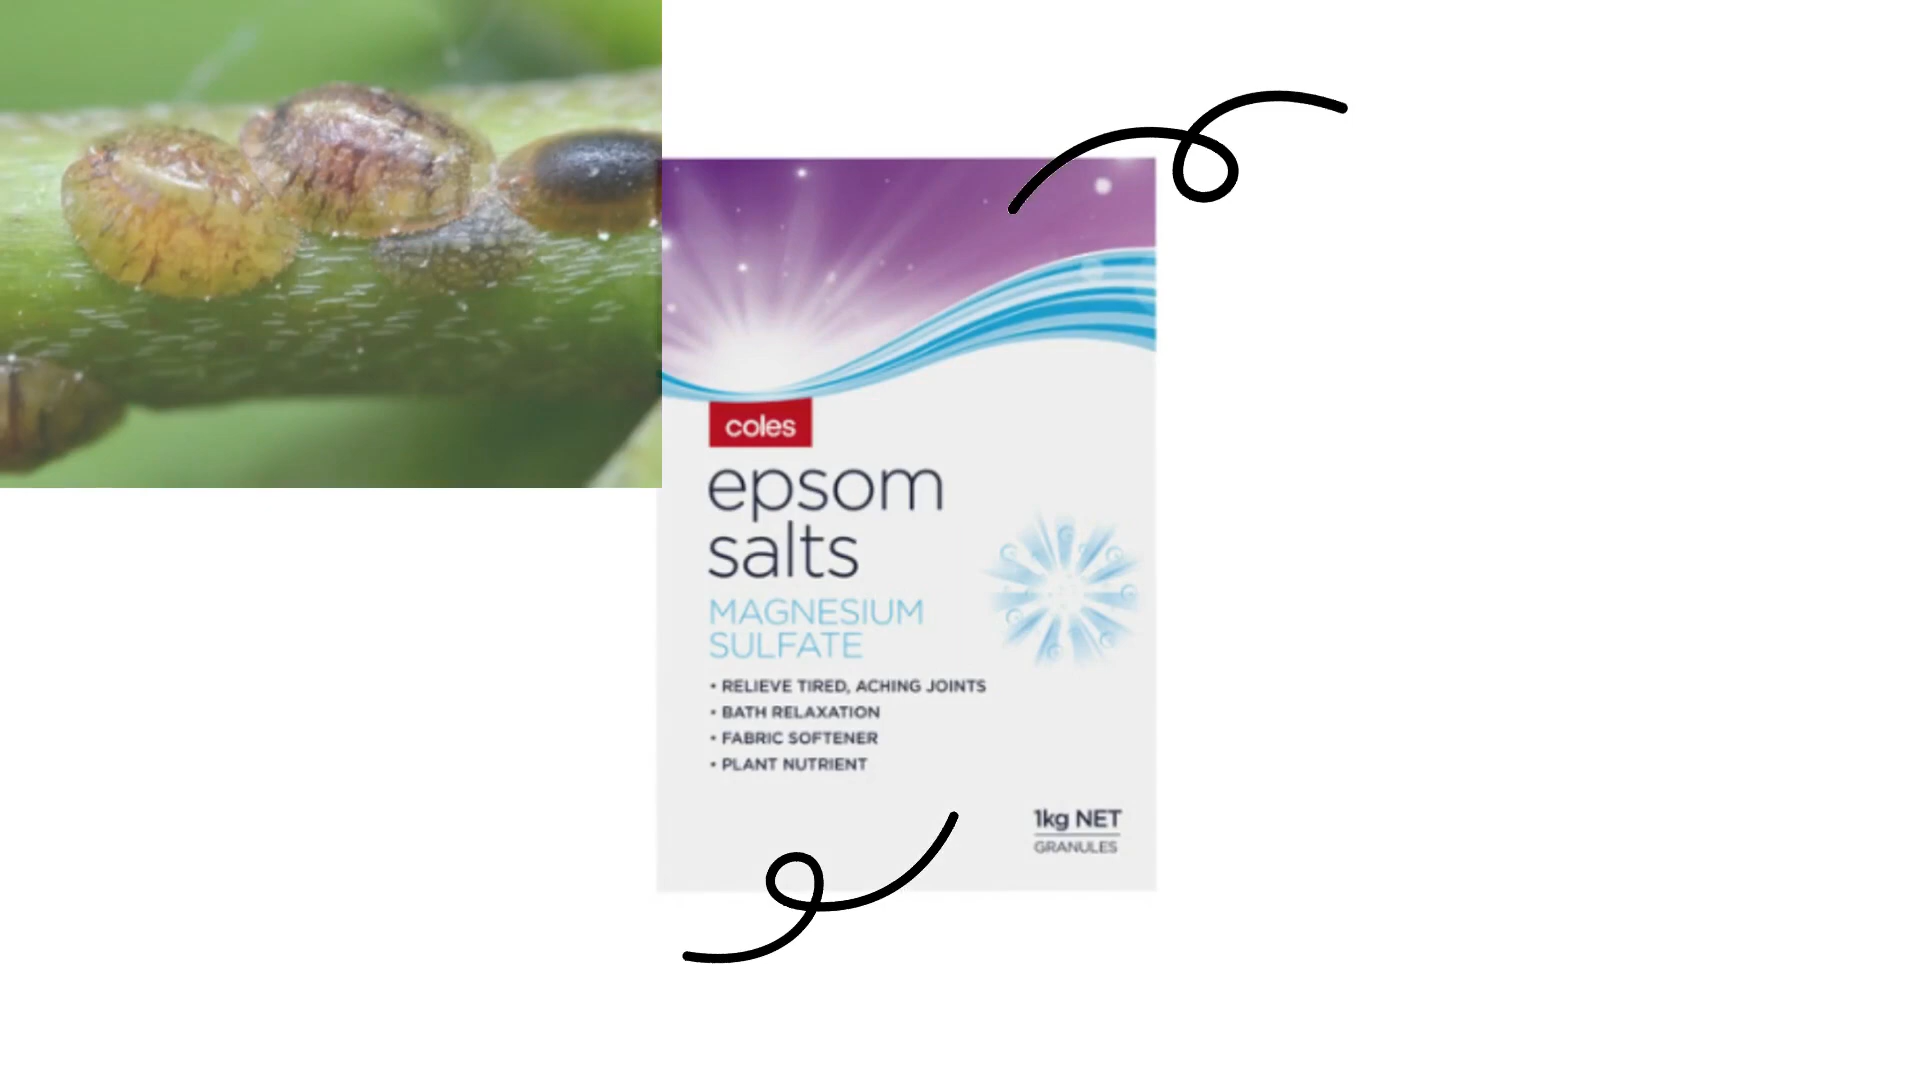 coles
epsom
salts
MAGNESIUM
SULFATE
• RELIEVE TIRED, ACHING JOINTS
• BATH RELAXATION
• FABRIC SOFTENER
• PLANT NUTRIENT
1kg NET
GRANULES